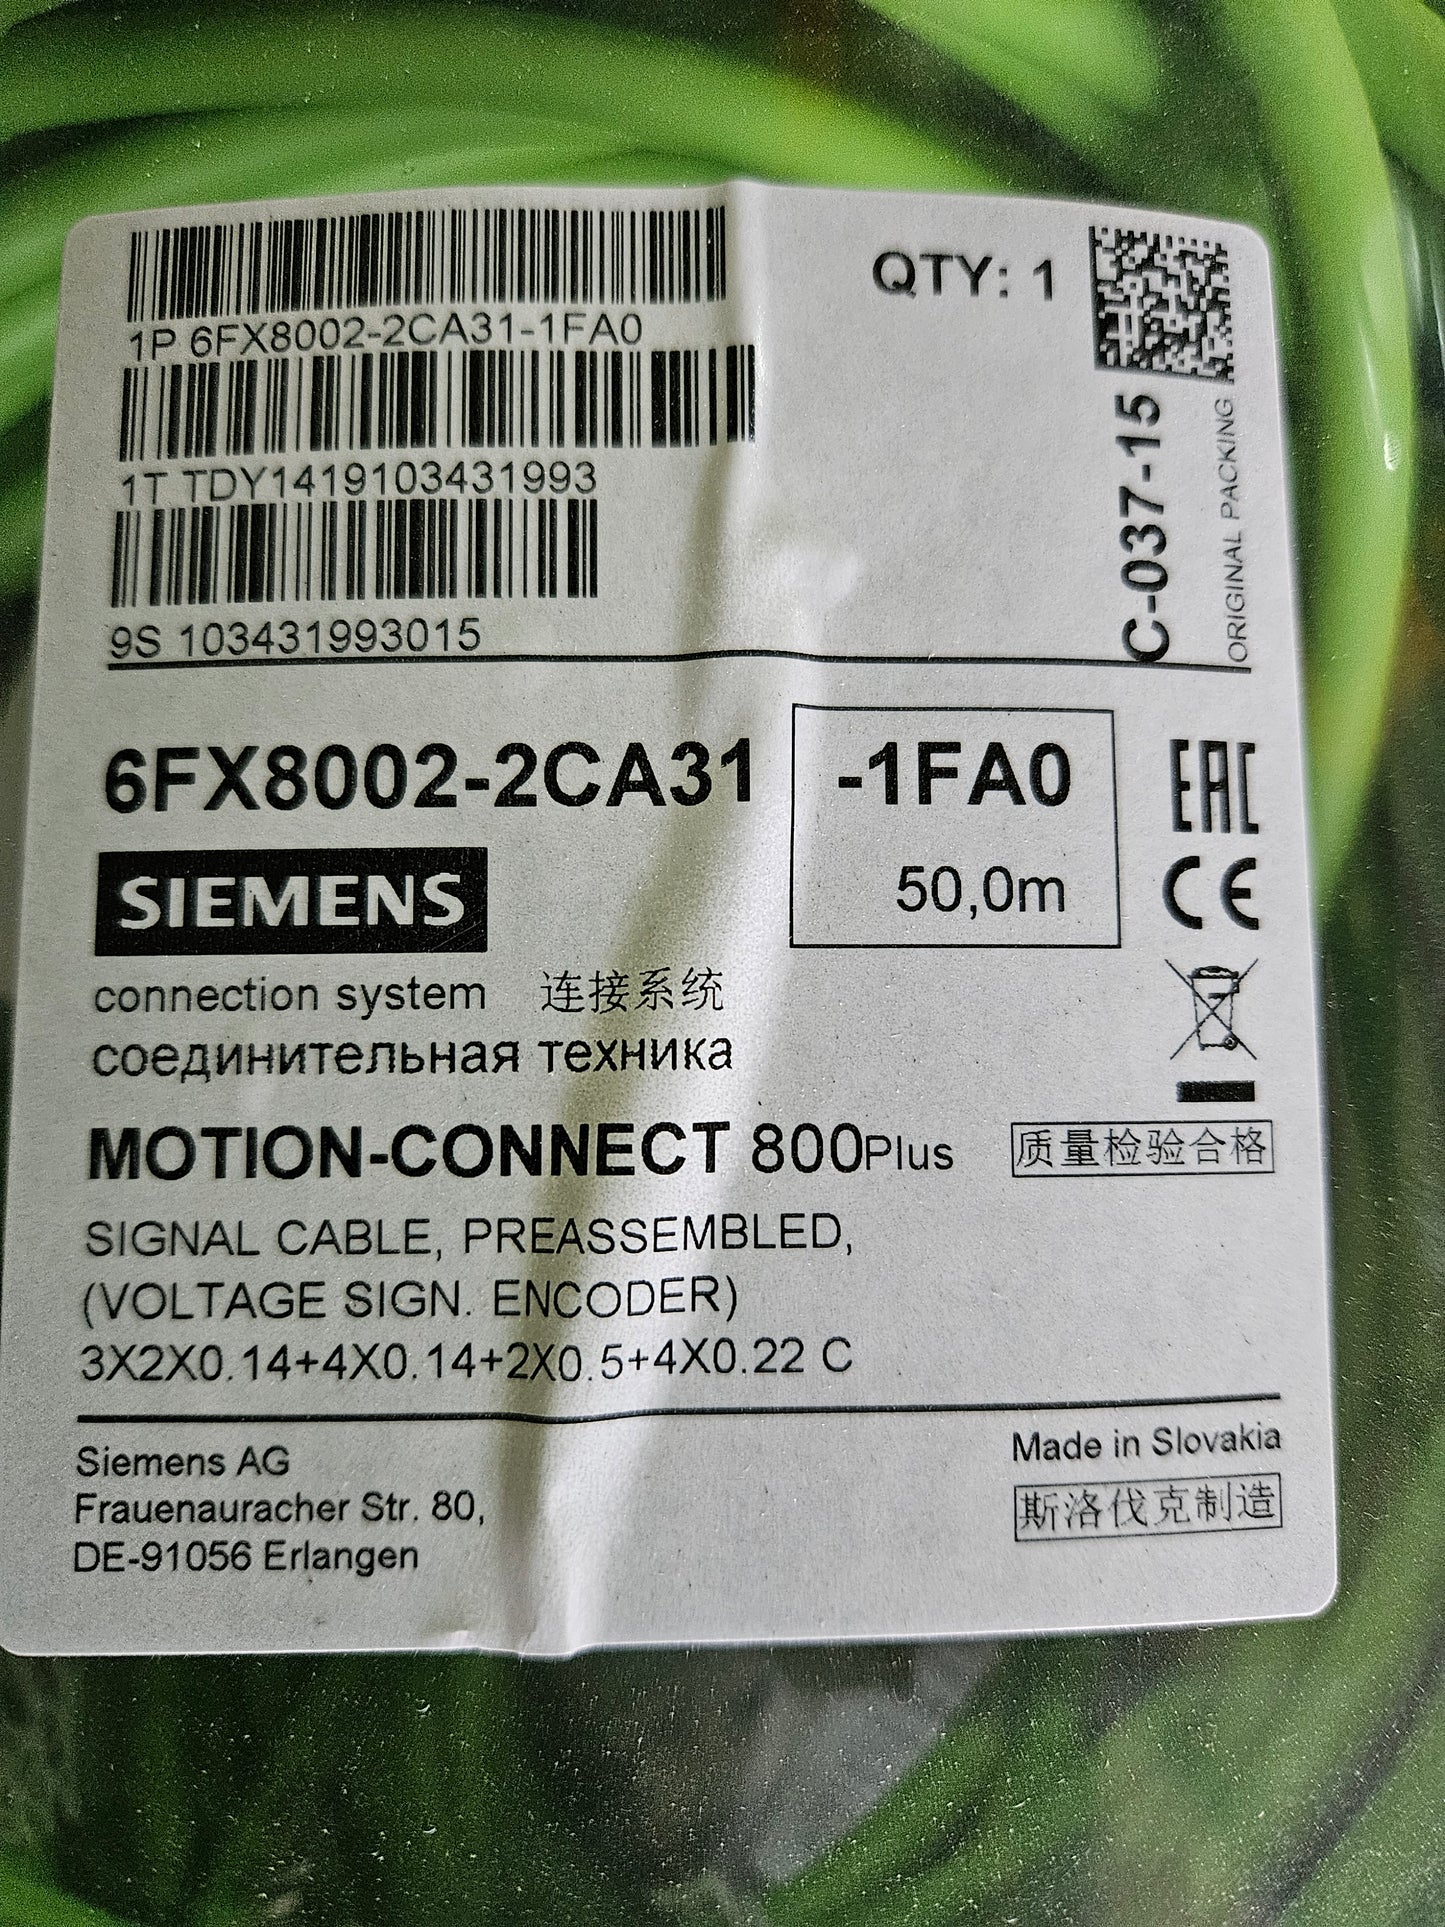 1P 6FX8002-2CA31-1FA0
QTY: 1
1T TDY1419103431993
9S 103431993015
C-037-15
ORIGINAL PACKING
6FX8002-2CA31
-1FA0
50,0m
EAC
CE
SIEMENS
connection system 连接系统
соединительная техника
MOTION-CONNECT 800Plus
质量检验合格
SIGNAL CABLE, PREASSEMBLED,
(VOLTAGE SIGN. ENCODER)
3X2X0.14+4X0.14+2X0.5+4X0.22 C
Siemens AG
Frauenauracher Str. 80,
DE-91056 Erlangen
Made in Slovakia
斯洛伐克制造